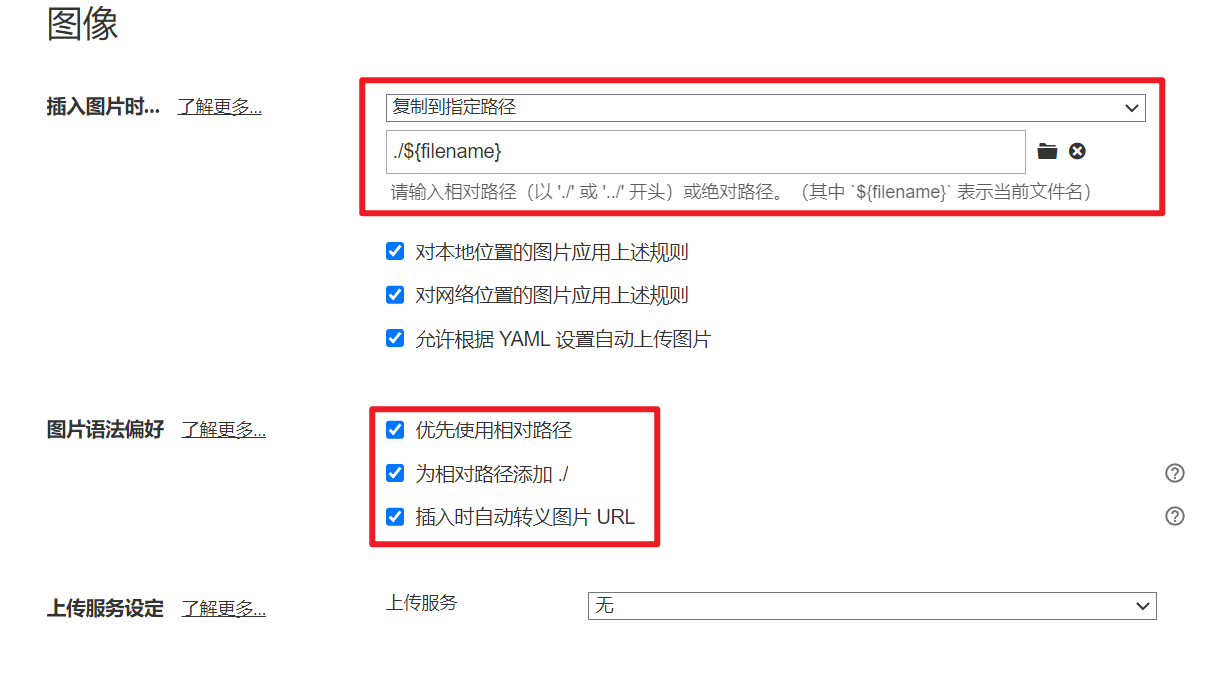 图像
插入图片时... 了解更多...
复制到指定路径
./${filename}
请输入相对路径（以 './' 或 '../' 开头）或绝对路径。（其中 `${filename}` 表示当前文件名）
对本地位置的图片应用上述规则
对网络位置的图片应用上述规则
允许根据 YAML 设置自动上传图片
图片语法偏好 了解更多...
优先使用相对路径
为相对路径添加 ./
插入时自动转义图片 URL
上传服务设定 了解更多...
上传服务 无